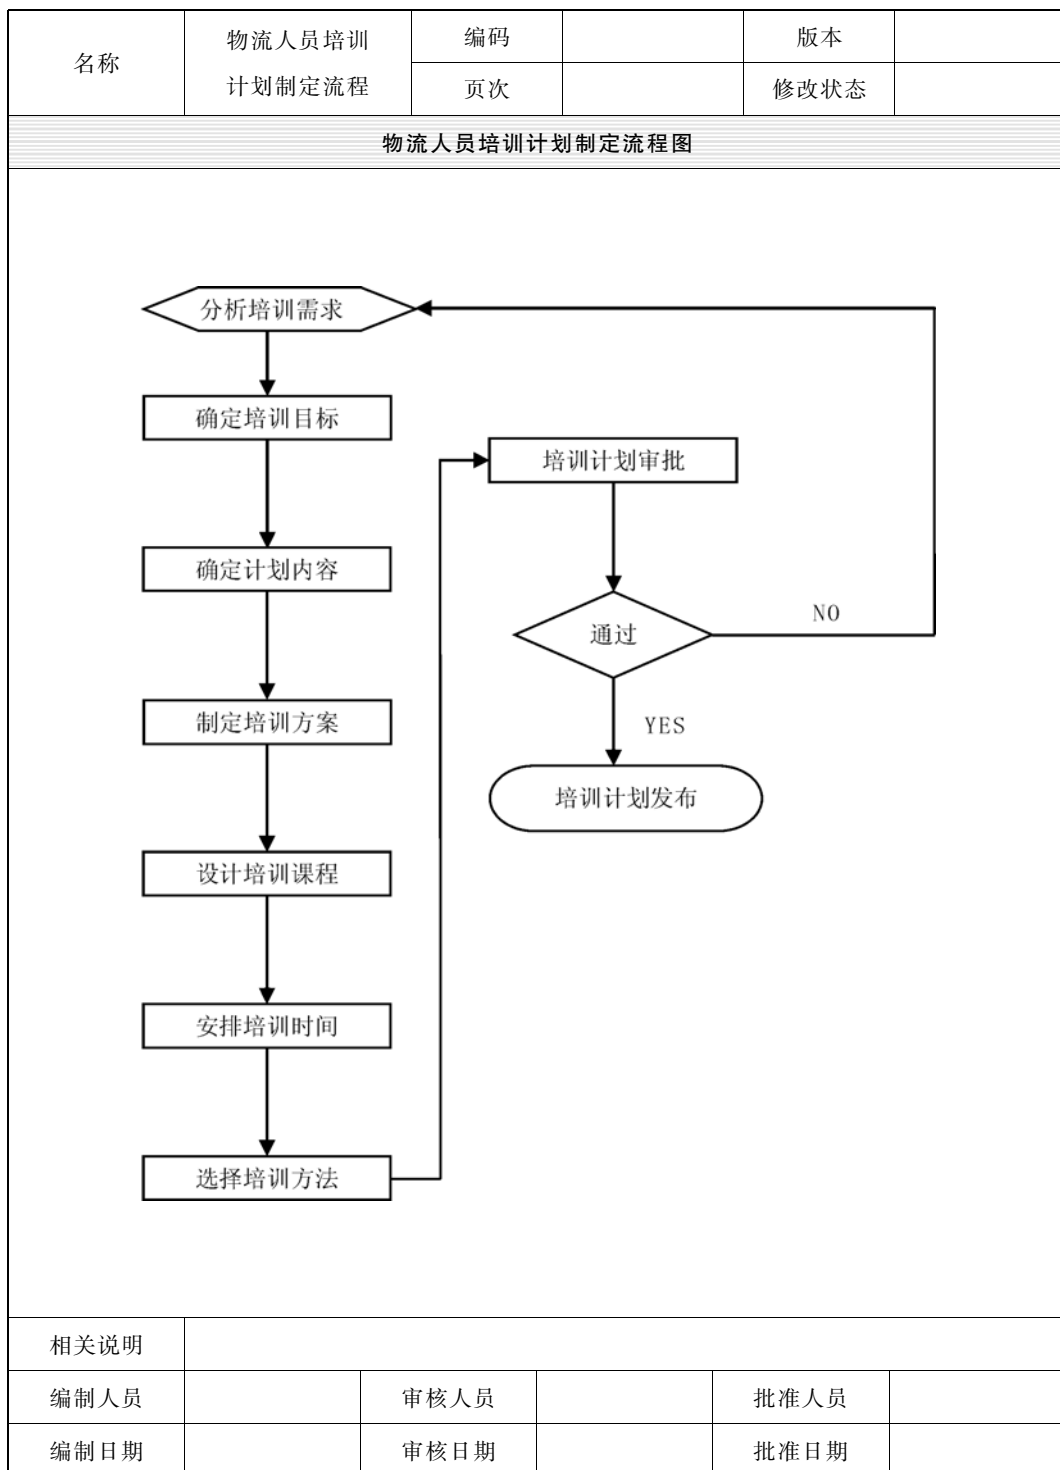 名称
物流人员培训
计划制定流程
编码
版本
页次
修改状态
物流人员培训计划制定流程图
分析培训需求
确定培训目标
确定计划内容
制定培训方案
设计培训课程
安排培训时间
选择培训方法
培训计划审批
通过
NO
YES
培训计划发布
相关说明
编制人员
审核人员
批准人员
编制日期
审核日期
批准日期